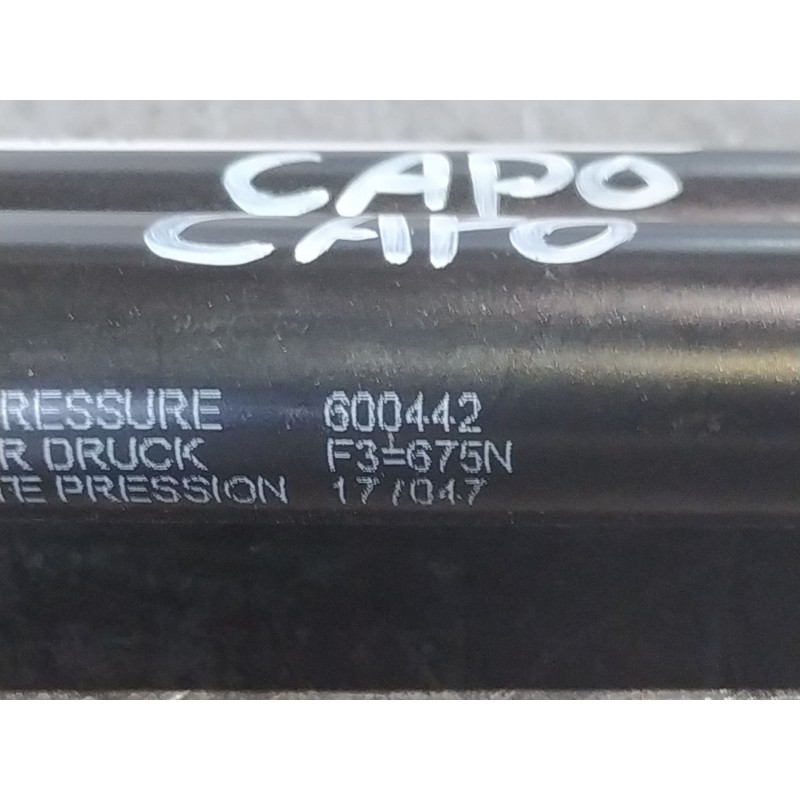 CAPO
CAPO
RESSURE 600442
R DRUCK F3=675N
TE PRESSION 17/047